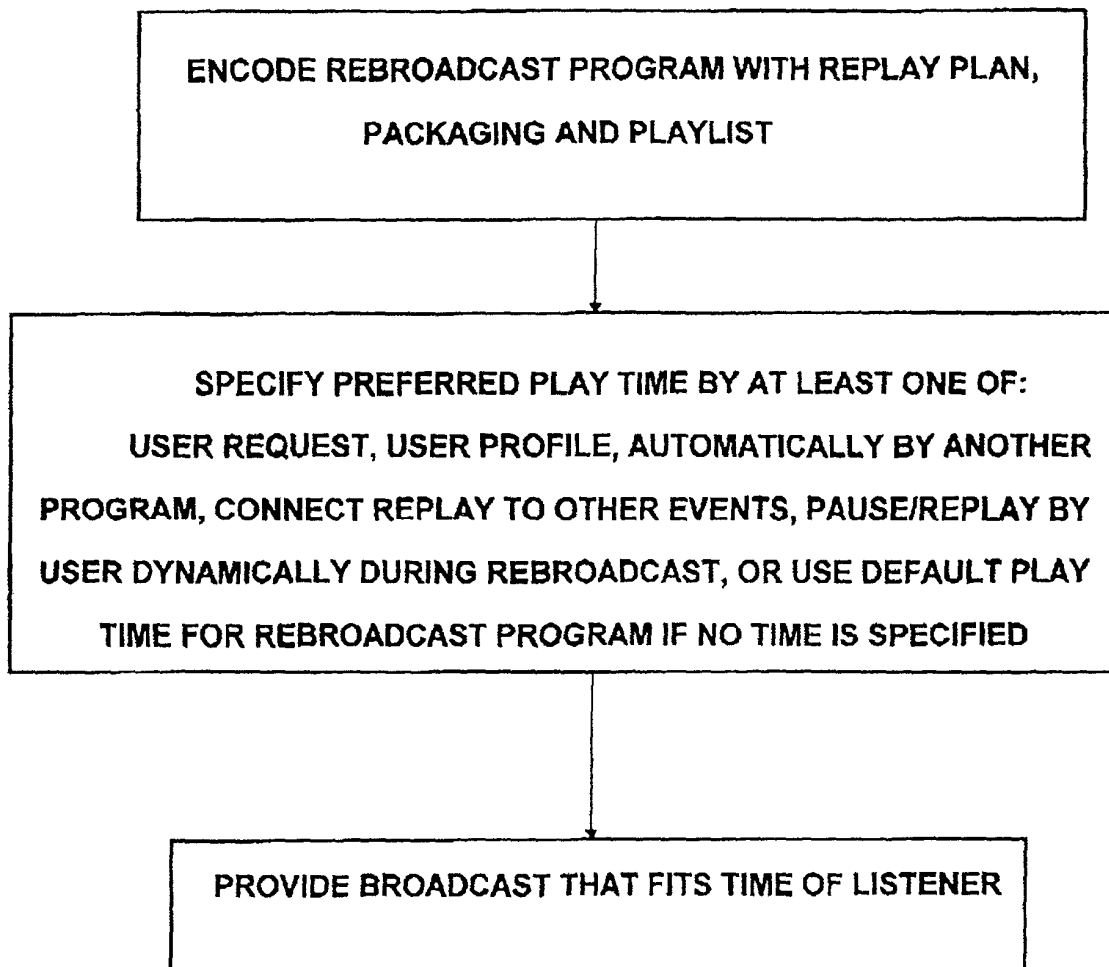 ENCODE REBROADCAST PROGRAM WITH REPLAY PLAN,
PACKAGING AND PLAYLIST
SPECIFY PREFERRED PLAY TIME BY AT LEAST ONE OF:
USER REQUEST, USER PROFILE, AUTOMATICALLY BY ANOTHER
PROGRAM, CONNECT REPLAY TO OTHER EVENTS, PAUSE/REPLAY BY
USER DYNAMICALLY DURING REBROADCAST, OR USE DEFAULT PLAY
TIME FOR REBROADCAST PROGRAM IF NO TIME IS SPECIFIED
PROVIDE BROADCAST THAT FITS TIME OF LISTENER